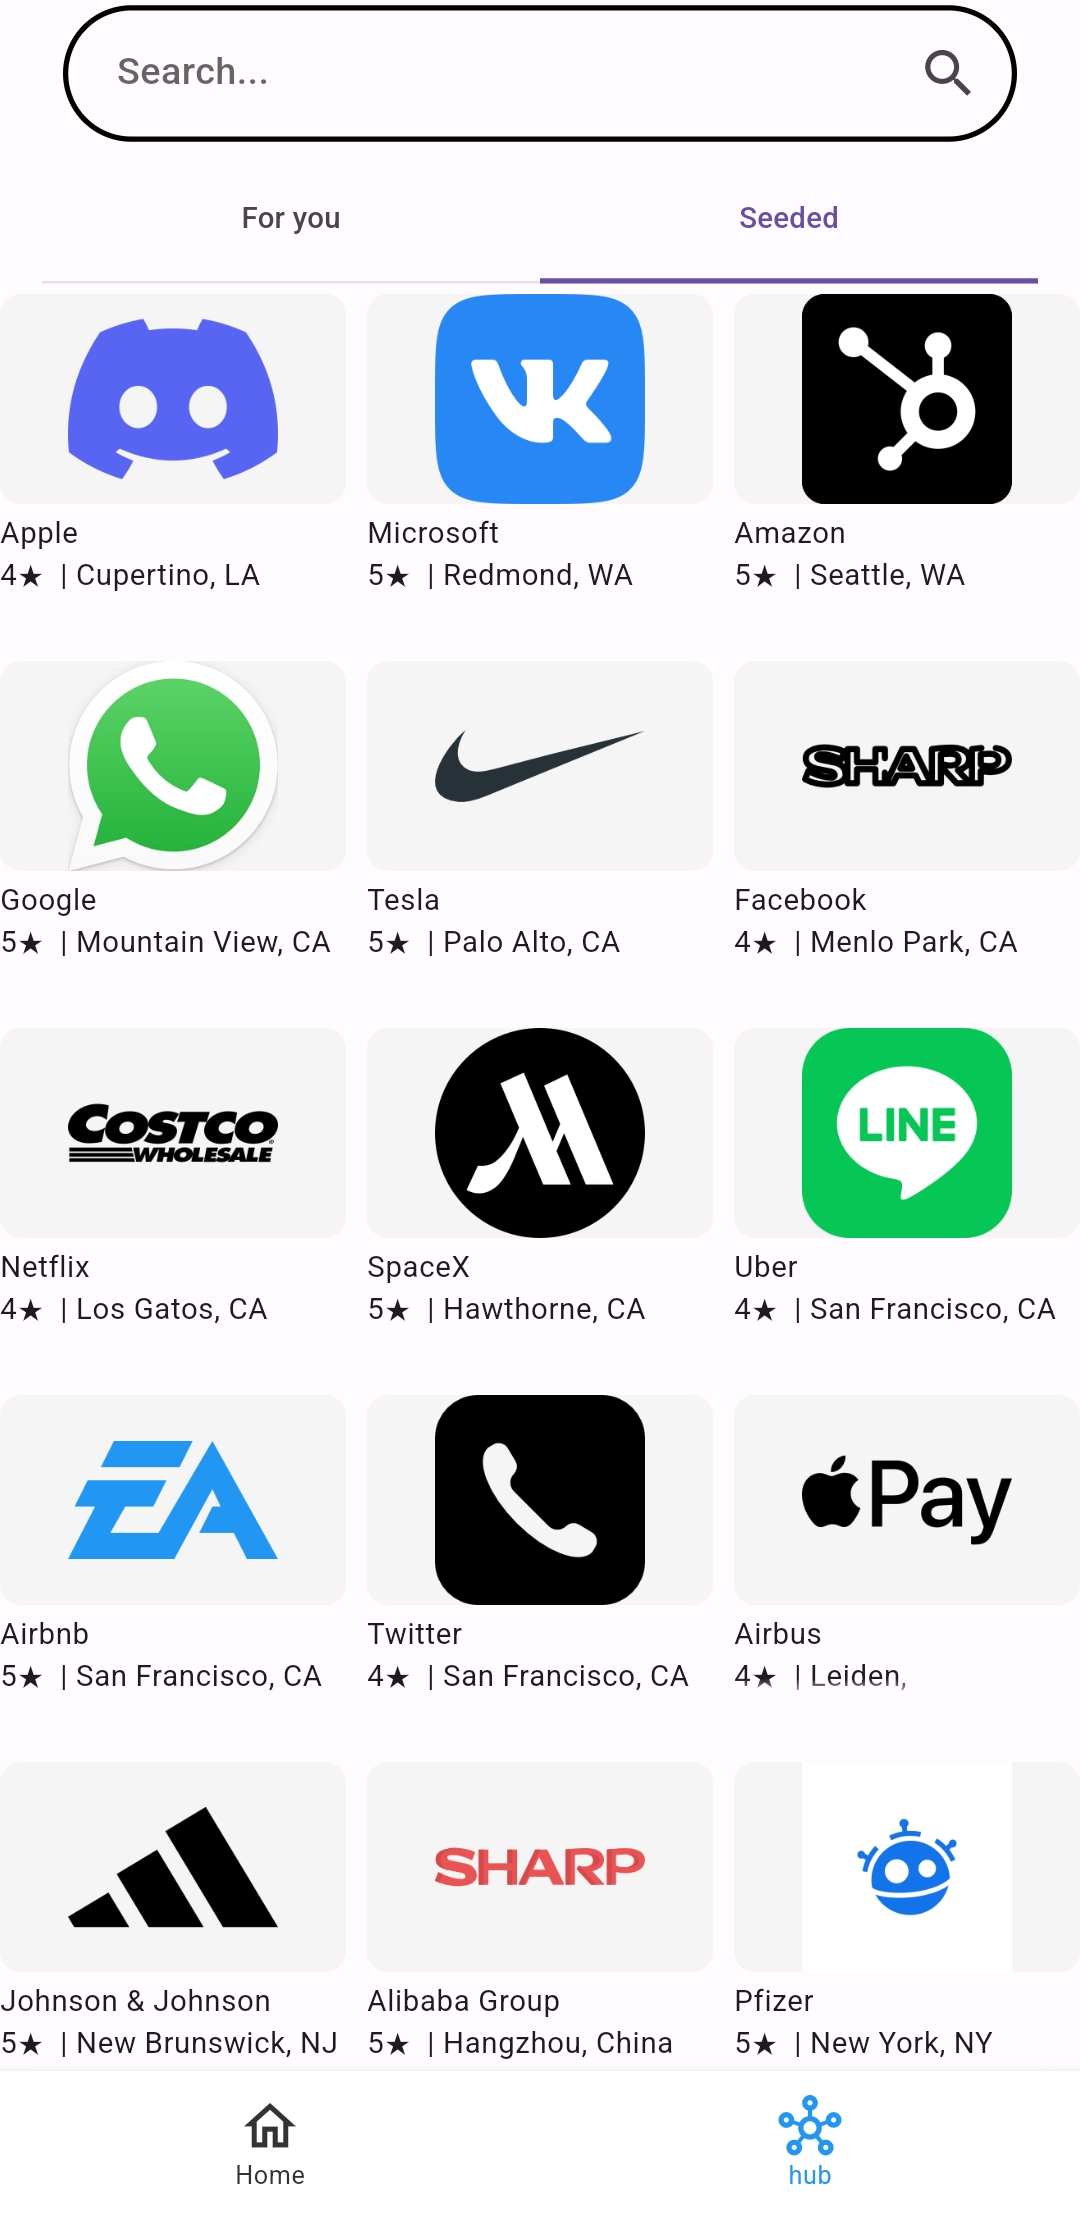 Search...
For you
Seeded
VK
Apple
4★ | Cupertino, LA
Microsoft
5★ | Redmond, WA
Amazon
5★ | Seattle, WA
SHARP
Google
5★ | Mountain View, CA
Tesla
5★ | Palo Alto, CA
Facebook
4★ | Menlo Park, CA
COSTCO
WHOLESALE
LINE
Netflix
4★ | Los Gatos, CA
SpaceX
5★ | Hawthorne, CA
Uber
4★ | San Francisco, CA
EA
Pay
Airbnb
5★ | San Francisco, CA
Twitter
4★ | San Francisco, CA
Airbus
4★ | Leiden,
SHARP
Johnson & Johnson
5★ | New Brunswick, NJ
Alibaba Group
5★ | Hangzhou, China
Pfizer
5★ | New York, NY
Home
hub